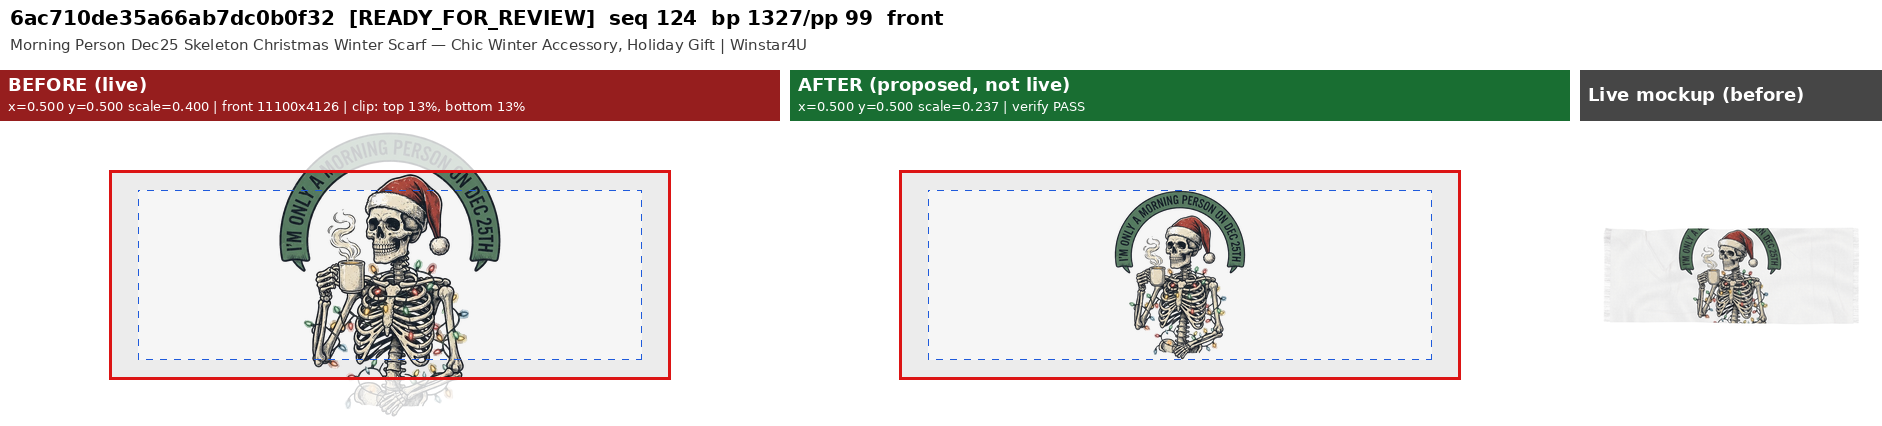 6ac710de35a66ab7dc0b0f32 [READY_FOR_REVIEW] seq 124 bp 1327/pp 99 front
Morning Person Dec25 Skeleton Christmas Winter Scarf — Chic Winter Accessory, Holiday Gift | Winstar4U
BEFORE (live)
x=0.500 y=0.500 scale=0.400 | front 11100x4126 | clip: top 13%, bottom 13%
AFTER (proposed, not live)
x=0.500 y=0.500 scale=0.237 | verify PASS
Live mockup (before)
I'M ONLY A MORNING PERSON ON DEC 25TH
I'M ONLY A MORNING PERSON ON DEC 25TH
I'M ONLY A DEC 25TH